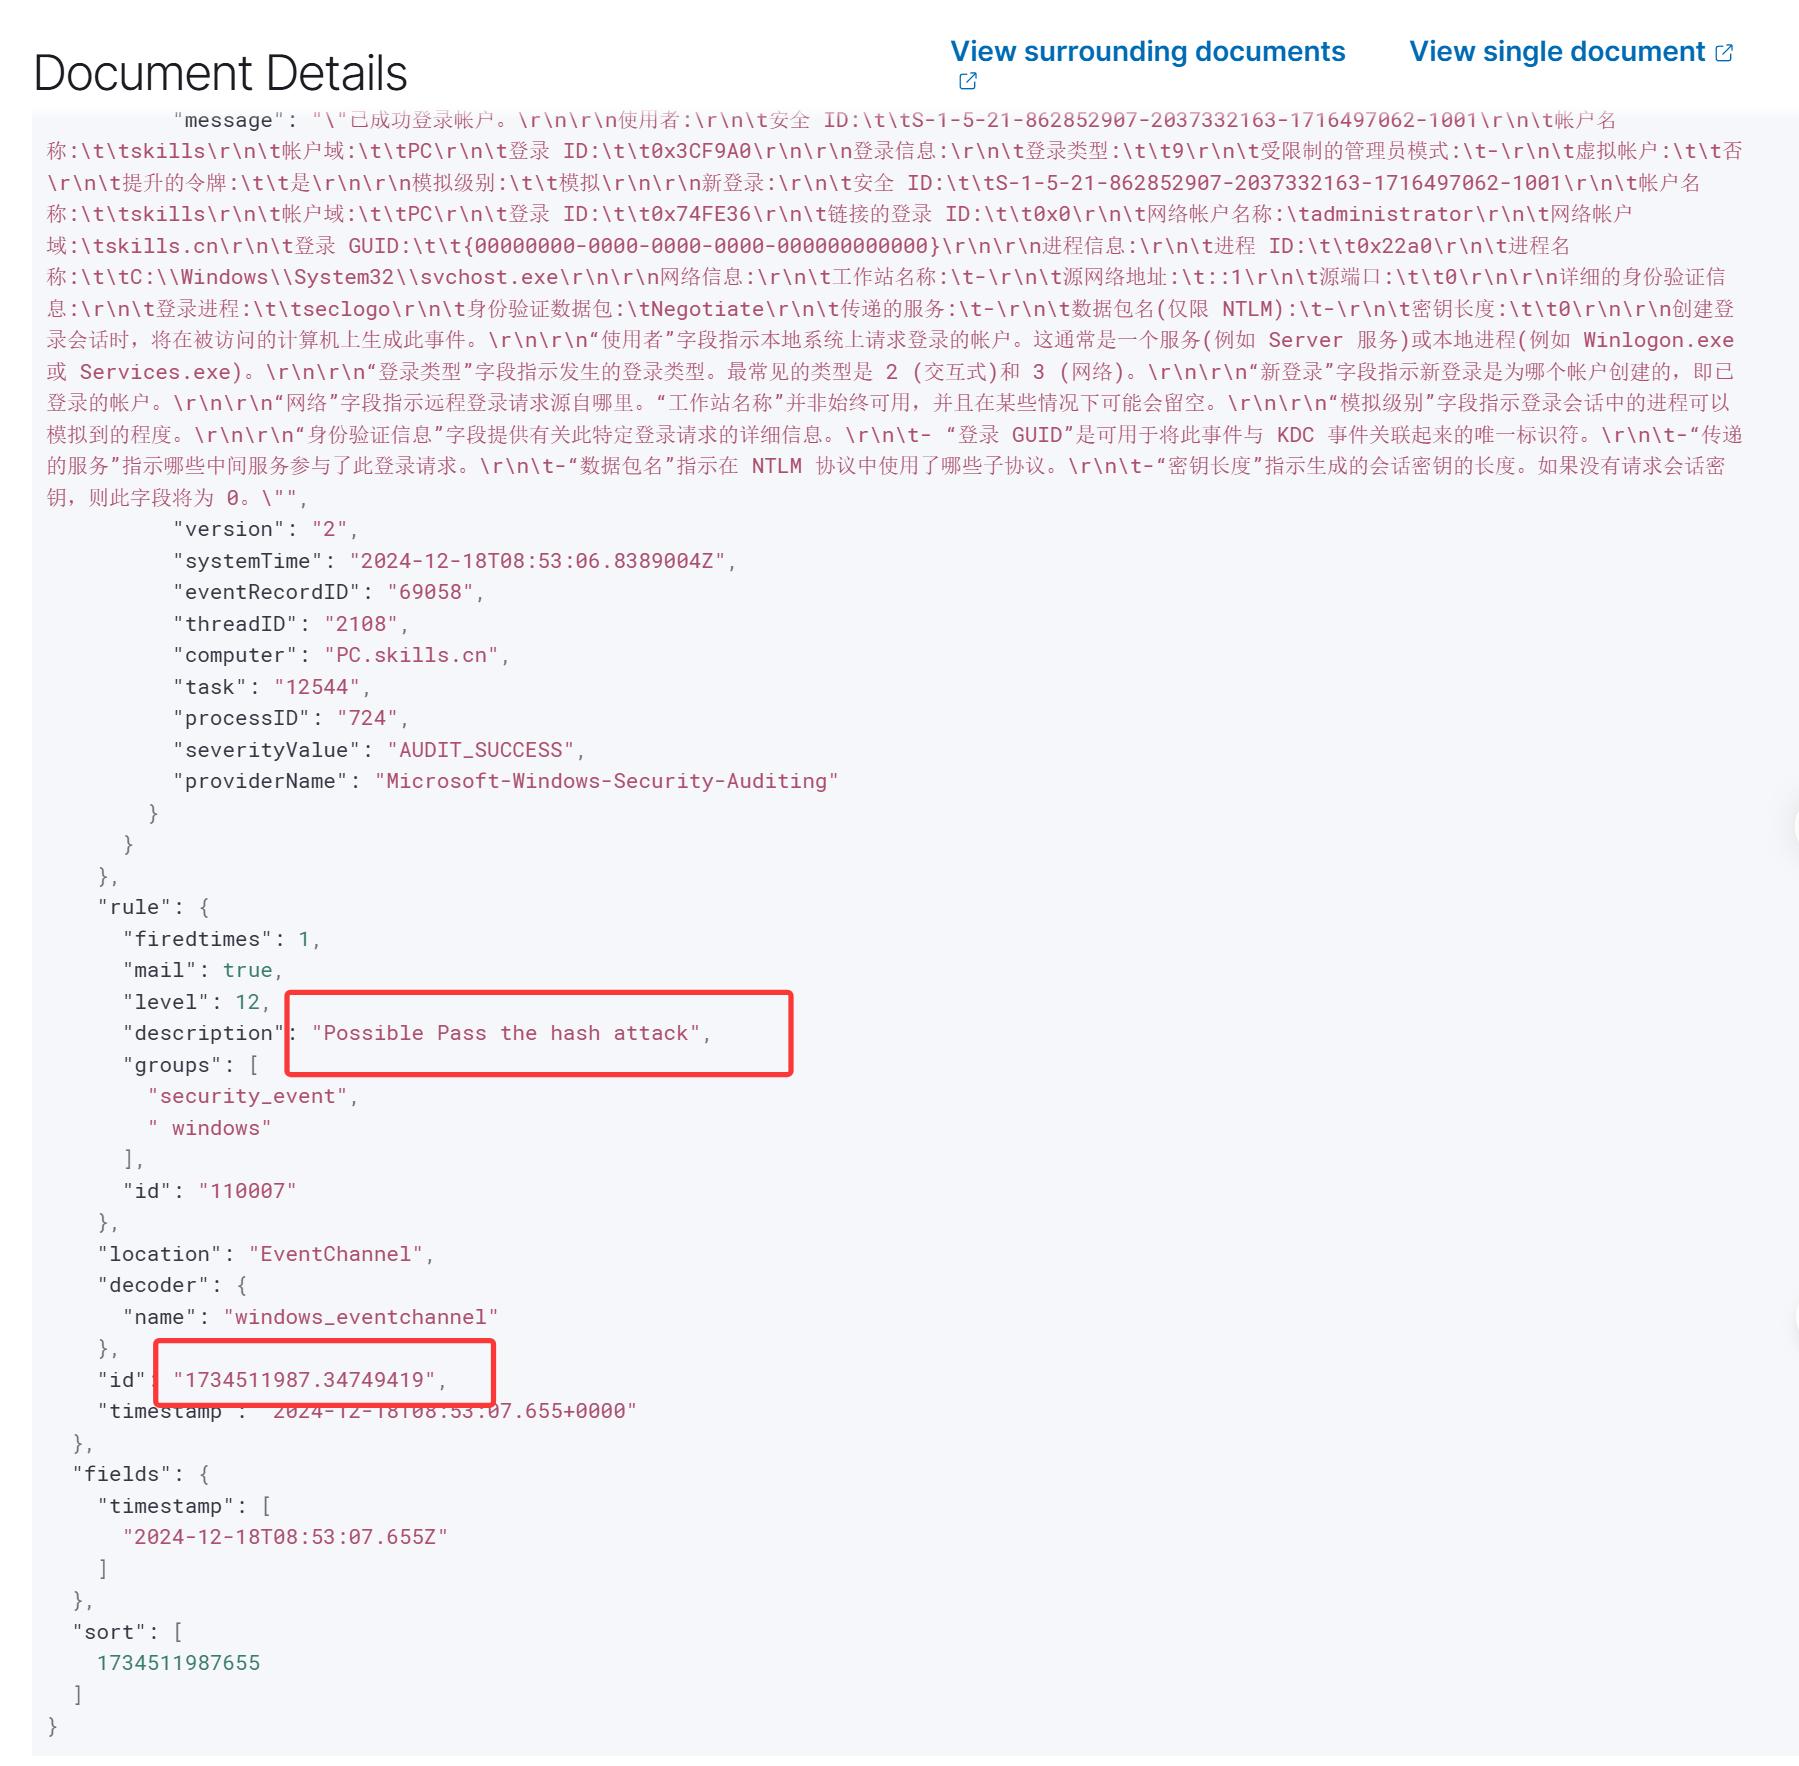 Document Details
View surrounding documents
View single document
"message": "\"已成功登录帐户。\r\n\r\n使用者:\r\n\t安全 ID:\t\tS-1-5-21-862852907-2037332163-1716497062-1001\r\n\t帐户名
称:\t\tskills\r\n\t帐户域:\t\tPC\r\n\t登录 ID:\t\t0x3CF9A0\r\n\r\n登录信息:\r\n\t登录类型:\t\t9\r\n\t受限制的管理员模式:\t-\r\n\t虚拟帐户:\t\t否
\r\n\t提升的令牌:\t\t是\r\n\r\n模拟级别:\t\t模拟\r\n\r\n新登录:\r\n\t安全 ID:\t\tS-1-5-21-862852907-2037332163-1716497062-1001\r\n\t帐户名
称:\t\tskills\r\n\t帐户域:\t\tPC\r\n\t登录 ID:\t\t0x74FE36\r\n\t链接的登录 ID:\t\t0x0\r\n\t网络帐户名称:\tadministrator\r\n\t网络帐户
域:\tskills.cn\r\n\t登录 GUID:\t\t{00000000-0000-0000-0000-000000000000}\r\n\r\n进程信息:\r\n\t进程 ID:\t\t0x22a0\r\n\t进程名
称:\t\tC:\\Windows\\System32\\svchost.exe\r\n\r\n网络信息:\r\n\t工作站名称:\t-\r\n\t源网络地址:\t::1\r\n\t源端口:\t\t0\r\n\r\n详细的身份验证信
息:\r\n\t登录进程:\t\tseclogo\r\n\t身份验证数据包:\tNegotiate\r\n\t传递的服务:\t-\r\n\t数据包名(仅限 NTLM):\t-\r\n\t密钥长度:\t\t0\r\n\r\n创建登
录会话时，将在被访问的计算机上生成此事件。\r\n\r\n“使用者”字段指示本地系统上请求登录的帐户。这通常是一个服务(例如 Server 服务)或本地进程(例如 Winlogon.exe
或 Services.exe)。\r\n\r\n“登录类型”字段指示发生的登录类型。最常见的类型是 2 (交互式)和 3 (网络)。\r\n\r\n“新登录”字段指示新登录是为哪个帐户创建的，即已
登录的帐户。\r\n\r\n“网络”字段指示远程登录请求源自哪里。“工作站名称”并非始终可用，并且在某些情况下可能会留空。\r\n\r\n“模拟级别”字段指示登录会话中的进程可以
模拟到的程度。\r\n\r\n“身份验证信息”字段提供有关此特定登录请求的详细信息。\r\n\t- “登录 GUID”是可用于将此事件与 KDC 事件关联起来的唯一标识符。\r\n\t-“传递
的服务”指示哪些中间服务参与了此登录请求。\r\n\t-“数据包名”指示在 NTLM 协议中使用了哪些子协议。\r\n\t-“密钥长度”指示生成的会话密钥的长度。如果没有请求会话密
钥，则此字段将为 0。\"",
"version": "2",
"systemTime": "2024-12-18T08:53:06.8389004Z",
"eventRecordID": "69058",
"threadID": "2108",
"computer": "PC.skills.cn",
"task": "12544",
"processID": "724",
"severityValue": "AUDIT_SUCCESS",
"providerName": "Microsoft-Windows-Security-Auditing"
}
}
},
"rule": {
"firedtimes": 1,
"mail": true,
"level": 12,
"description": "Possible Pass the hash attack",
"groups": [
"security_event",
" windows"
],
"id": "110007"
},
"location": "EventChannel",
"decoder": {
"name": "windows_eventchannel"
},
"id": "1734511987.34749419",
"timestamp": "2024-12-18T08:53:07.655+0000"
},
"fields": {
"timestamp": [
"2024-12-18T08:53:07.655Z"
]
},
"sort": [
1734511987655
]
}